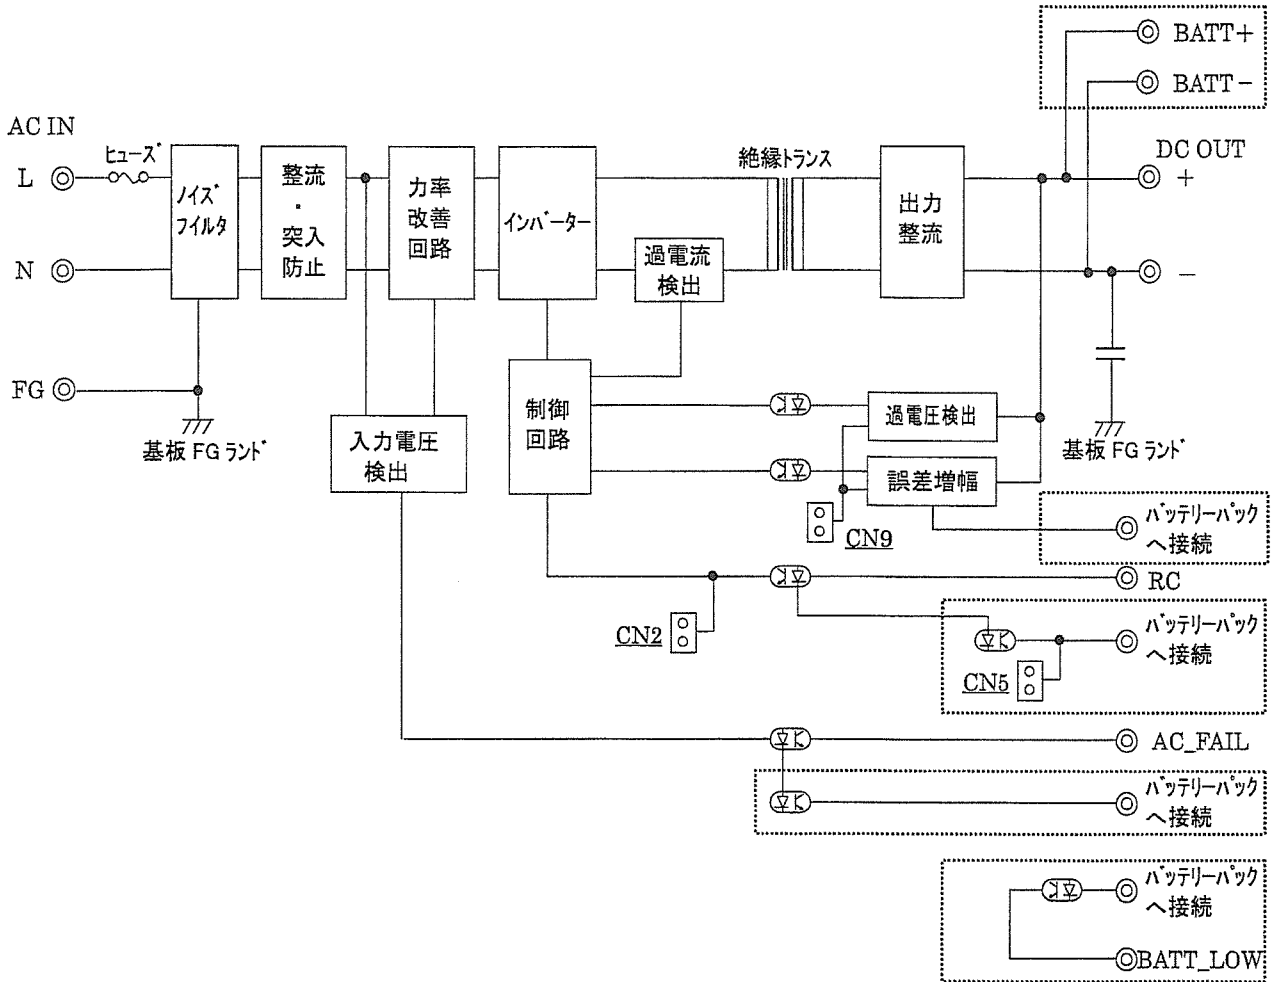 BATT+
BATT-
AC IN
DC OUT
ヒューズ
L
ノイズ
フィルタ
整流
・
突入
防止
力率
改善
回路
インバーター
絶縁トランス
過電流
検出
出力
整流
+
N
-
FG
基板 FG ランド
入力電圧
検出
制御
回路
過電圧検出
誤差増幅
基板 FG ランド
CN9
バッテリーパック
へ接続
RC
CN2
バッテリーパック
へ接続
CN5
AC_FAIL
バッテリーパック
へ接続
バッテリーパック
へ接続
BATT_LOW